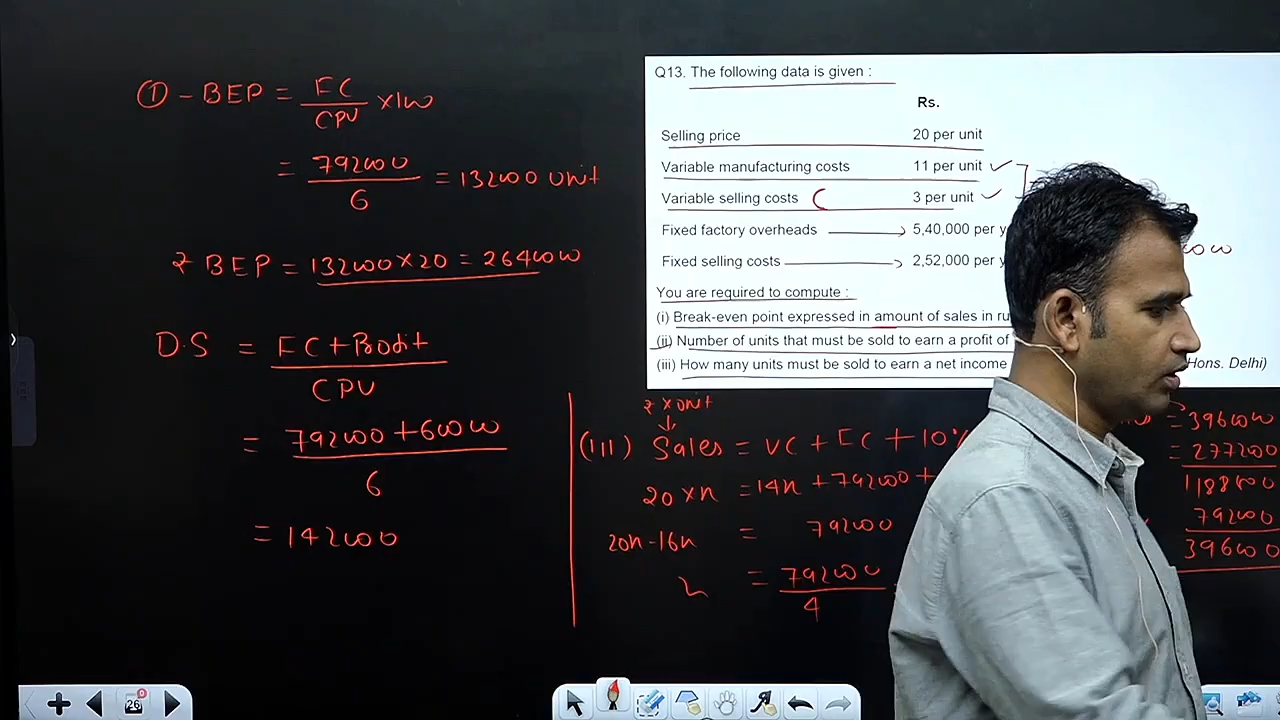 ① - BEP = FC / CPU × 100
= 792000 / 6 = 132000 unit
₹ BEP = 132000 × 20 = 2640000
D.S = FC + Profit / CPU
= 792000 + 60000 / 6
= 142000
Q13. The following data is given :
Rs.
Selling price 20 per unit
Variable manufacturing costs 11 per unit
Variable selling costs 3 per unit
Fixed factory overheads 5,40,000 per y
Fixed selling costs 2,52,000 per y
You are required to compute :
(i) Break-even point expressed in amount of sales in ru
(ii) Number of units that must be sold to earn a profit of
(iii) How many units must be sold to earn a net income Hons. Delhi)
₹ × unit
(III) Sales = VC + FC + 10%
20 × n = 14n + 792000 +
20n - 16n = 792000
n = 792000 / 4
= 3960000
= 277200
1188000
792000
396000
26